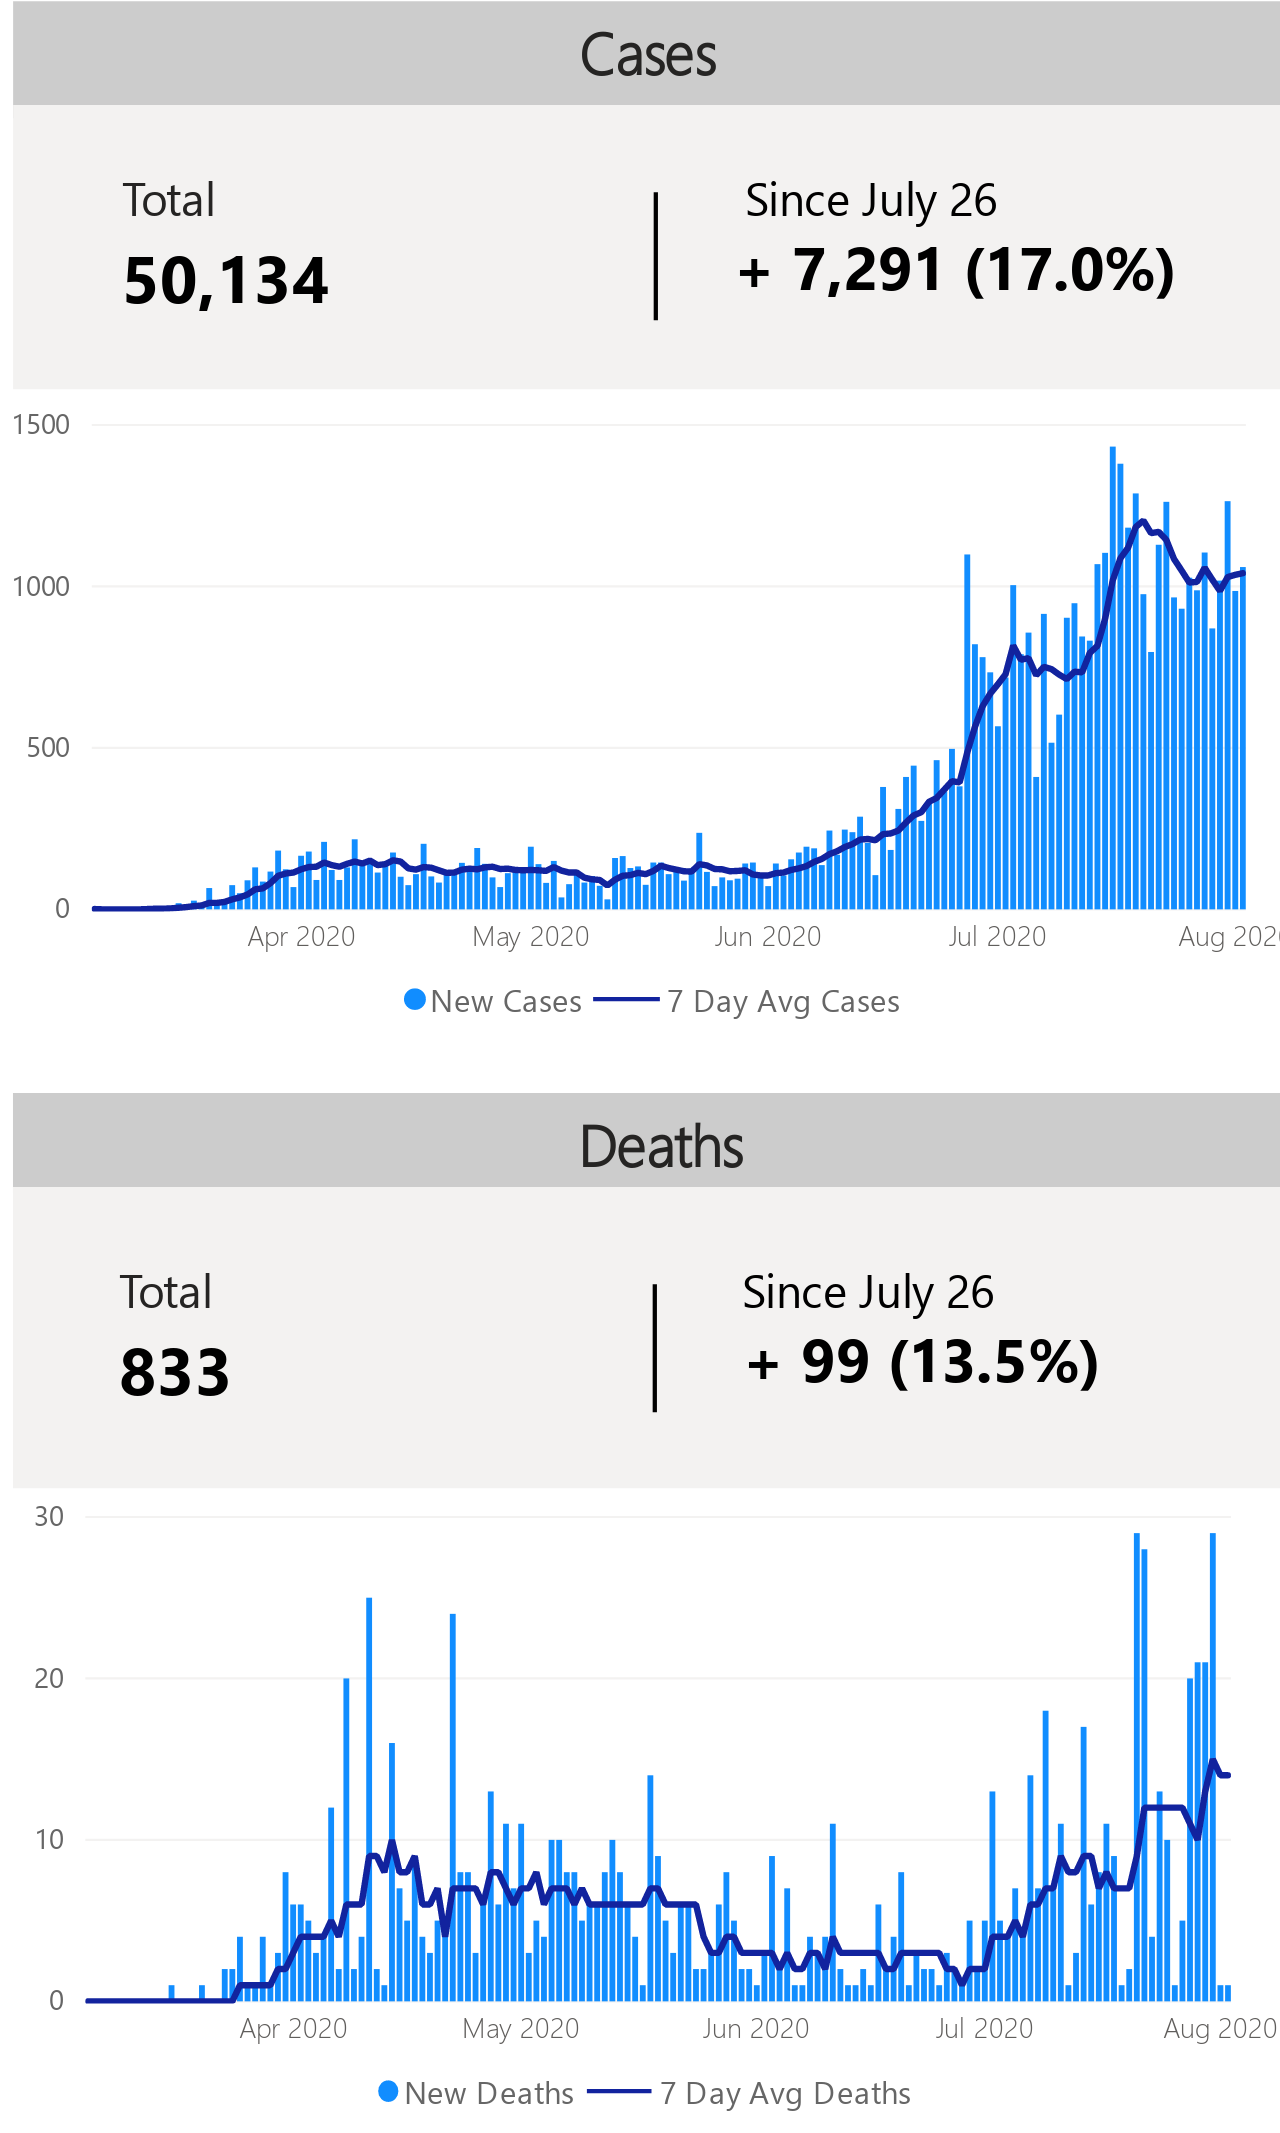 Cases
Total
Since July 26
50,134
+ 7,291 (17.0%)
1500
1000
500
0
Apr 2020 May 2020 Jun 2020 Jul 2020 Aug 202
New Cases 7 Day Avg Cases
Deaths
Total
Since July 26
833
+ 99 (13.5%)
30
20
10
0
Apr 2020 May 2020 Jun 2020 Jul 2020 Aug 2020
New Deaths 7 Day Avg Deaths